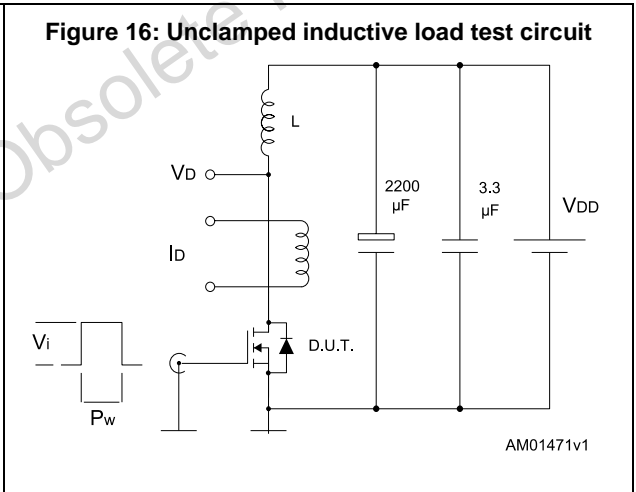 Figure 16: Unclamped inductive load test circuit
L
VD
2200
µF
3.3
µF
VDD
ID
Vi
D.U.T.
Pw
AM01471v1
Obsolete